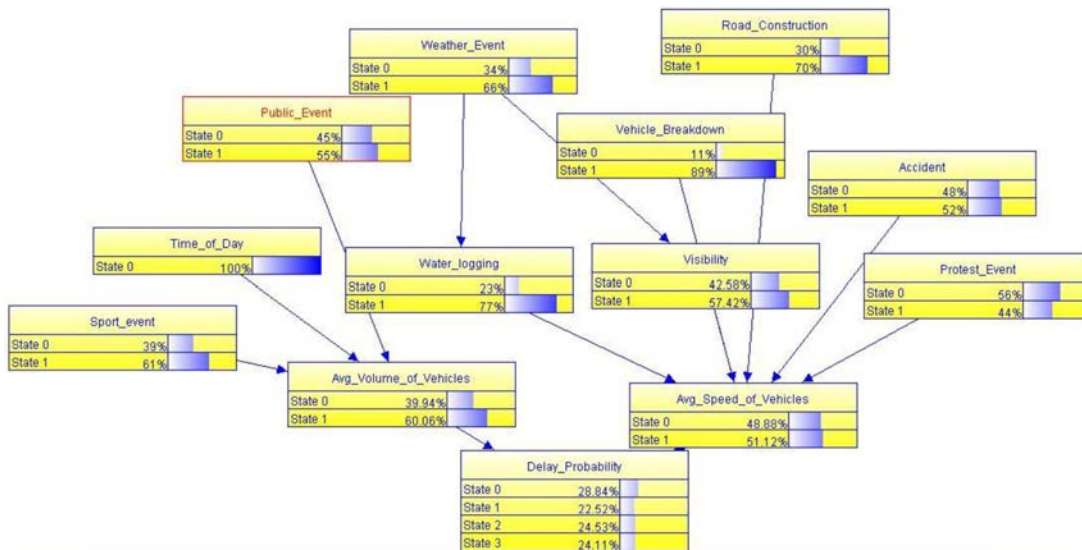 Road_Construction
State 0 30%
State 1 70%
Weather_Event
State 0 34%
State 1 66%
Public_Event
State 0 45%
State 1 55%
Vehicle_Breakdown
State 0 11%
State 1 89%
Accident
State 0 48%
State 1 52%
Time_of_Day
State 0 100%
Water_logging
State 0 23%
State 1 77%
Visibility
State 0 42.58%
State 1 57.42%
Protest_Event
State 0 56%
State 1 44%
Sport_event
State 0 39%
State 1 61%
Avg_Volume_of_Vehicles
State 0 39.94%
State 1 60.06%
Avg_Speed_of_Vehicles
State 0 48.88%
State 1 51.12%
Delay_Probability
State 0 28.84%
State 1 22.52%
State 2 24.53%
State 3 24.11%